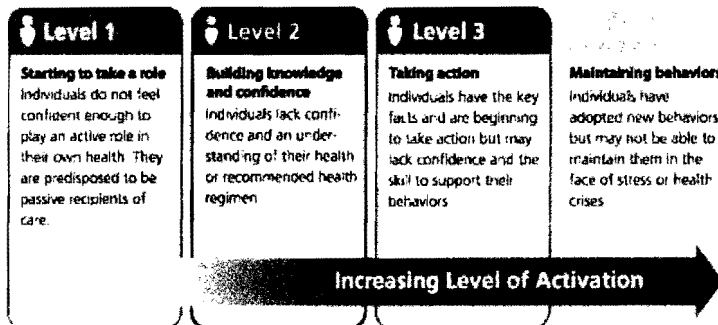 Level 1
Starting to take a role
Individuals do not feel
confident enough to
play an active role in
their own health. They
are predisposed to be
passive recipients of
care.
Level 2
Building knowledge
and confidence
Individuals lack confi-
dence and an under-
standing of their health
or recommended health
regimen
Level 3
Taking action
Individuals have the key
facts and are beginning
to take action but may
lack confidence and the
skill to support their
behaviors
Maintaining behaviors
Individuals have
adopted new behaviors
but may not be able to
maintain them in the
face of stress or health
crises
Increasing Level of Activation